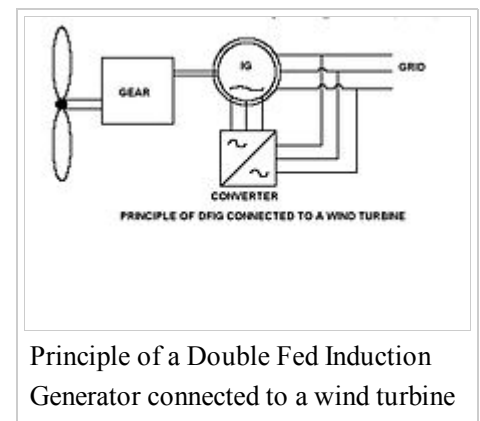 IG
GRID
GEAR
CONVERTER
PRINCIPLE OF DFIG CONNECTED TO A WIND TURBINE
Principle of a Double Fed Induction
Generator connected to a wind turbine